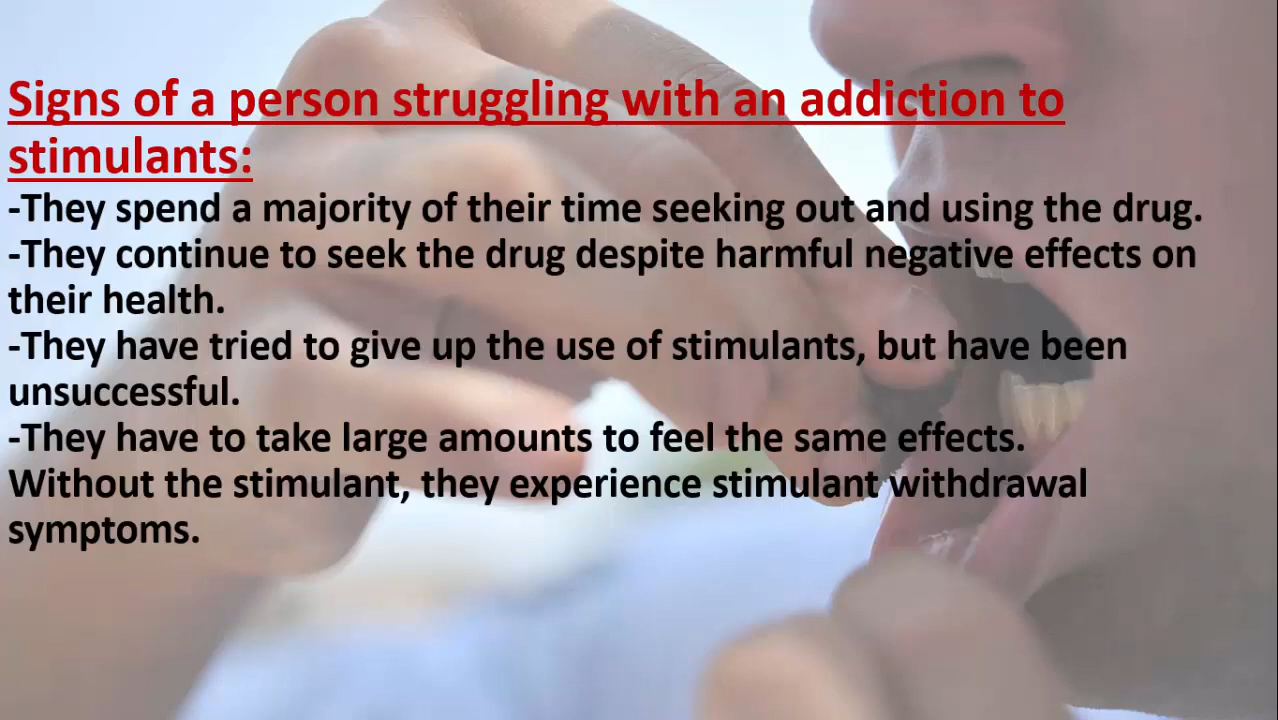 Signs of a person struggling with an addiction to
stimulants:
-They spend a majority of their time seeking out and using the drug.
-They continue to seek the drug despite harmful negative effects on
their health.
-They have tried to give up the use of stimulants, but have been
unsuccessful.
-They have to take large amounts to feel the same effects.
Without the stimulant, they experience stimulant withdrawal
symptoms.